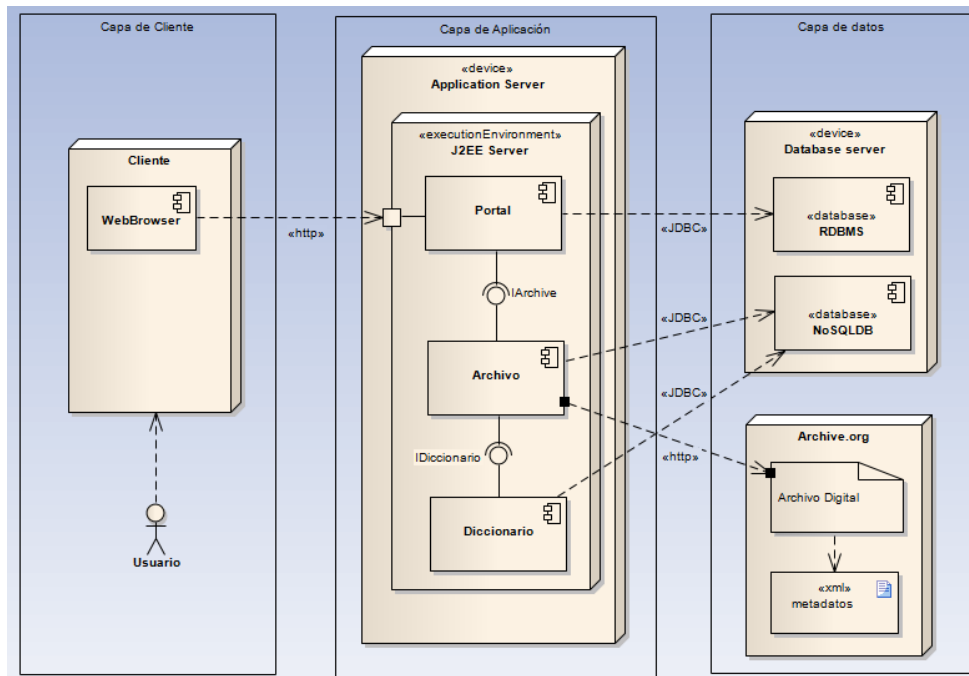 Capa de Cliente
Cliente
WebBrowser
«http»
Usuario
Capa de Aplicación
«device»
Application Server
«executionEnvironment»
J2EE Server
Portal
IArchive
Archivo
IDiccionario
Diccionario
«JDBC»
«JDBC»
«JDBC»
«http»
Capa de datos
«device»
Database server
«database»
RDBMS
«database»
NoSQLDB
Archive.org
Archivo Digital
«xml»
metadatos